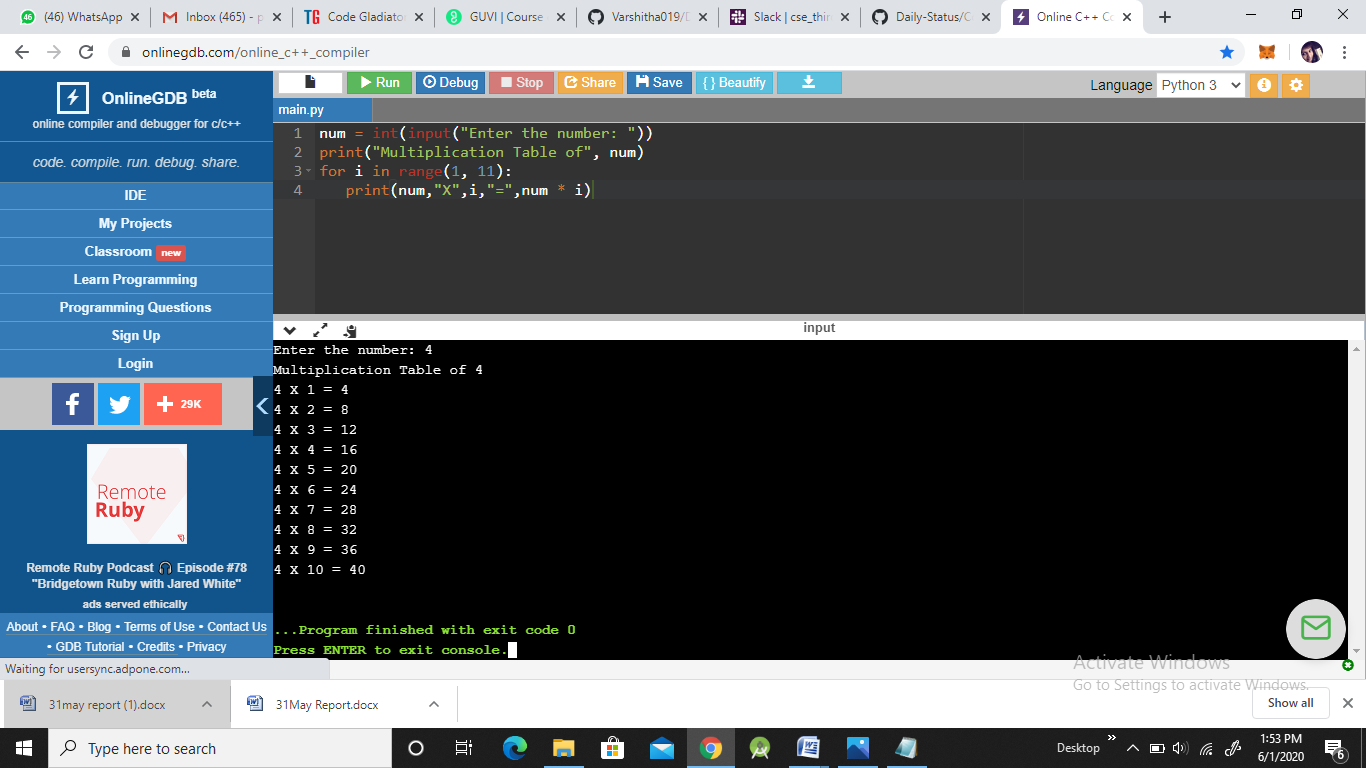 (46) WhatsApp
Inbox (465) - p
Code Gladiato
GUVI | Course
Varshitha019/D
Slack | cse_thir
Daily-Status/C
Online C++ Co
onlinegdb.com/online_c++_compiler
OnlineGDB beta
online compiler and debugger for c/c++
code. compile. run. debug. share.
IDE
My Projects
Classroom new
Learn Programming
Programming Questions
Sign Up
Login
f
+ 29K
Remote
Ruby
Remote Ruby Podcast 🎧 Episode #78
"Bridgetown Ruby with Jared White"
ads served ethically
About • FAQ • Blog • Terms of Use • Contact Us
• GDB Tutorial • Credits • Privacy
Waiting for usersync.adpone.com...
Run
Debug
Stop
Share
Save
{ } Beautify
Language Python 3
main.py
1 num = int(input("Enter the number: "))
2 print("Multiplication Table of", num)
3 for i in range(1, 11):
4    print(num,"X",i,"=",num * i)
input
Enter the number: 4
Multiplication Table of 4
4 X 1 = 4
4 X 2 = 8
4 X 3 = 12
4 X 4 = 16
4 X 5 = 20
4 X 6 = 24
4 X 7 = 28
4 X 8 = 32
4 X 9 = 36
4 X 10 = 40
...Program finished with exit code 0
Press ENTER to exit console.
Activate Windows
Go to Settings to activate Windows.
31may report (1).docx
31May Report.docx
Show all
Type here to search
Desktop
1:53 PM
6/1/2020
6